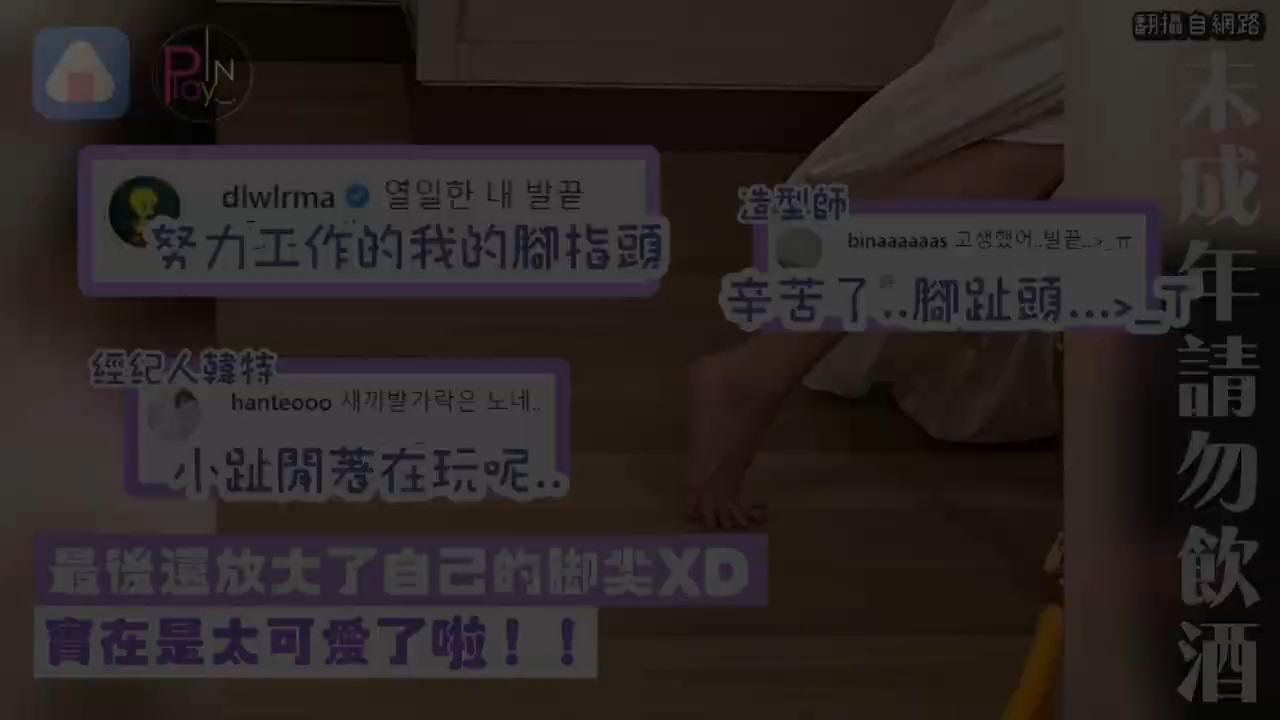 翻攝自網路
PlayIN_.
dlwlrma 열일한 내 발끝
努力工作的我的腳指頭
造型師
binaaaaaas 고생했어..빌끝..>_ㅠ
辛苦了..腳趾頭...>_ㅠ
經紀人韓特
hanteooo 새끼발가락은 노네..
小趾閒著在玩呢..
最後還放大了自己的腳尖XD
實在是太可愛了啦！！
未成年請勿飲酒